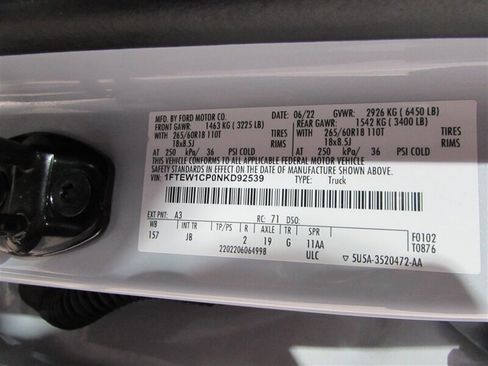 MFD. BY FORD MOTOR CO. 06/22 GVWR: 2926 KG ( 6450 LB)
FRONT GAWR: 1463 KG ( 3225 LB) REAR GAWR: 1542 KG ( 3400 LB)
WITH WITH
265/60R18 110T TIRES 265/60R18 110T TIRES
18x8.5J RIMS 18x8.5J RIMS
AT 250 kPa/ 36 PSI COLD AT 250 kPa/ 36 PSI COLD
THIS VEHICLE CONFORMS TO ALL APPLICABLE FEDERAL MOTOR VEHICLE
SAFETY STANDARDS IN EFFECT ON THE DATE OF MANUFACTURE SHOWN ABOVE.
VIN: 1FTEW1CP0NKD92539 TYPE: Truck
EXT PNT: A3 RC: 71 DSO:
WB INT TR TP/PS R AXLE TR SPR
157 JB 2 19 G 11AA F0102
2202206064998 ULC T0876
5U5A-3520472-AA